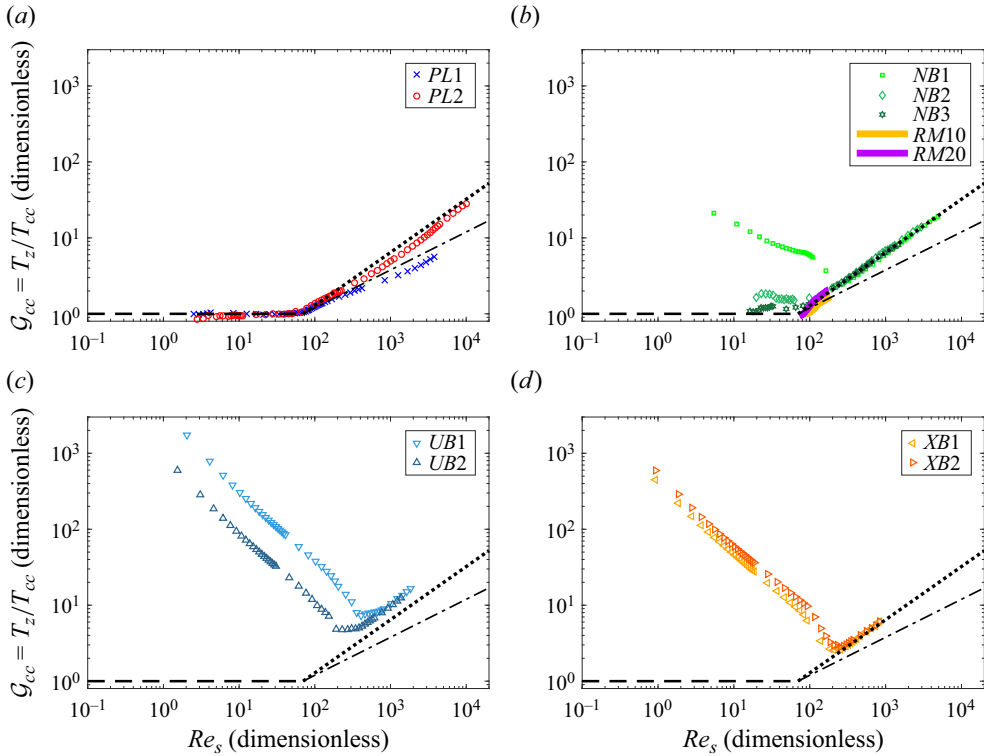 (a)
(b)
𝒢cc = Tz/Tcc (dimensionless)
10³
10²
10¹
10⁰
10⁻¹
10⁰
10¹
10²
10³
10⁴
PL1
PL2
10³
10²
10¹
10⁰
10⁻¹
10⁰
10¹
10²
10³
10⁴
NB1
NB2
NB3
RM10
RM20
(c)
(d)
𝒢cc = Tz/Tcc (dimensionless)
10³
10²
10¹
10⁰
10⁻¹
10⁰
10¹
10²
10³
10⁴
UB1
UB2
Reₛ (dimensionless)
10³
10²
10¹
10⁰
10⁻¹
10⁰
10¹
10²
10³
10⁴
XB1
XB2
Reₛ (dimensionless)